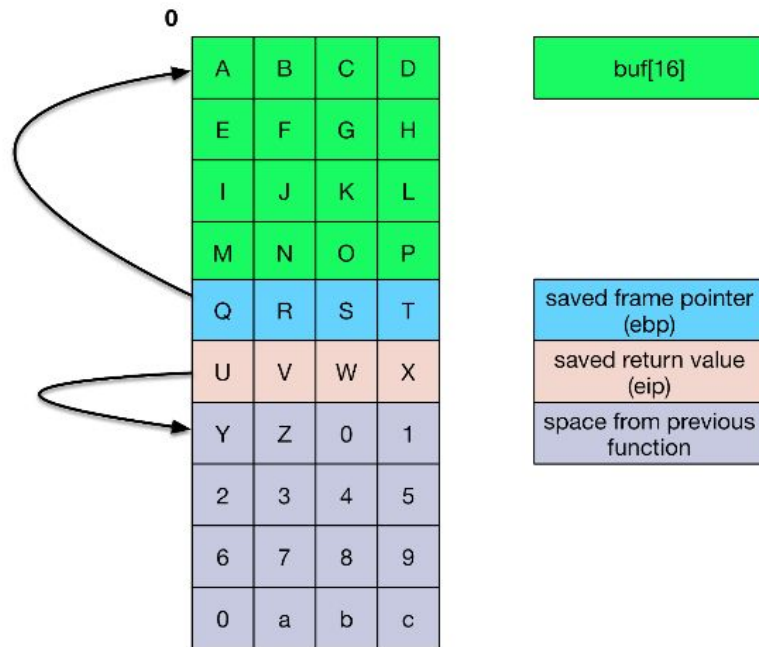 0
A B C D
buf[16]
E F G H
I J K L
M N O P
Q R S T
saved frame pointer
(ebp)
U V W X
saved return value
(eip)
Y Z 0 1
space from previous
function
2 3 4 5
6 7 8 9
0 a b c